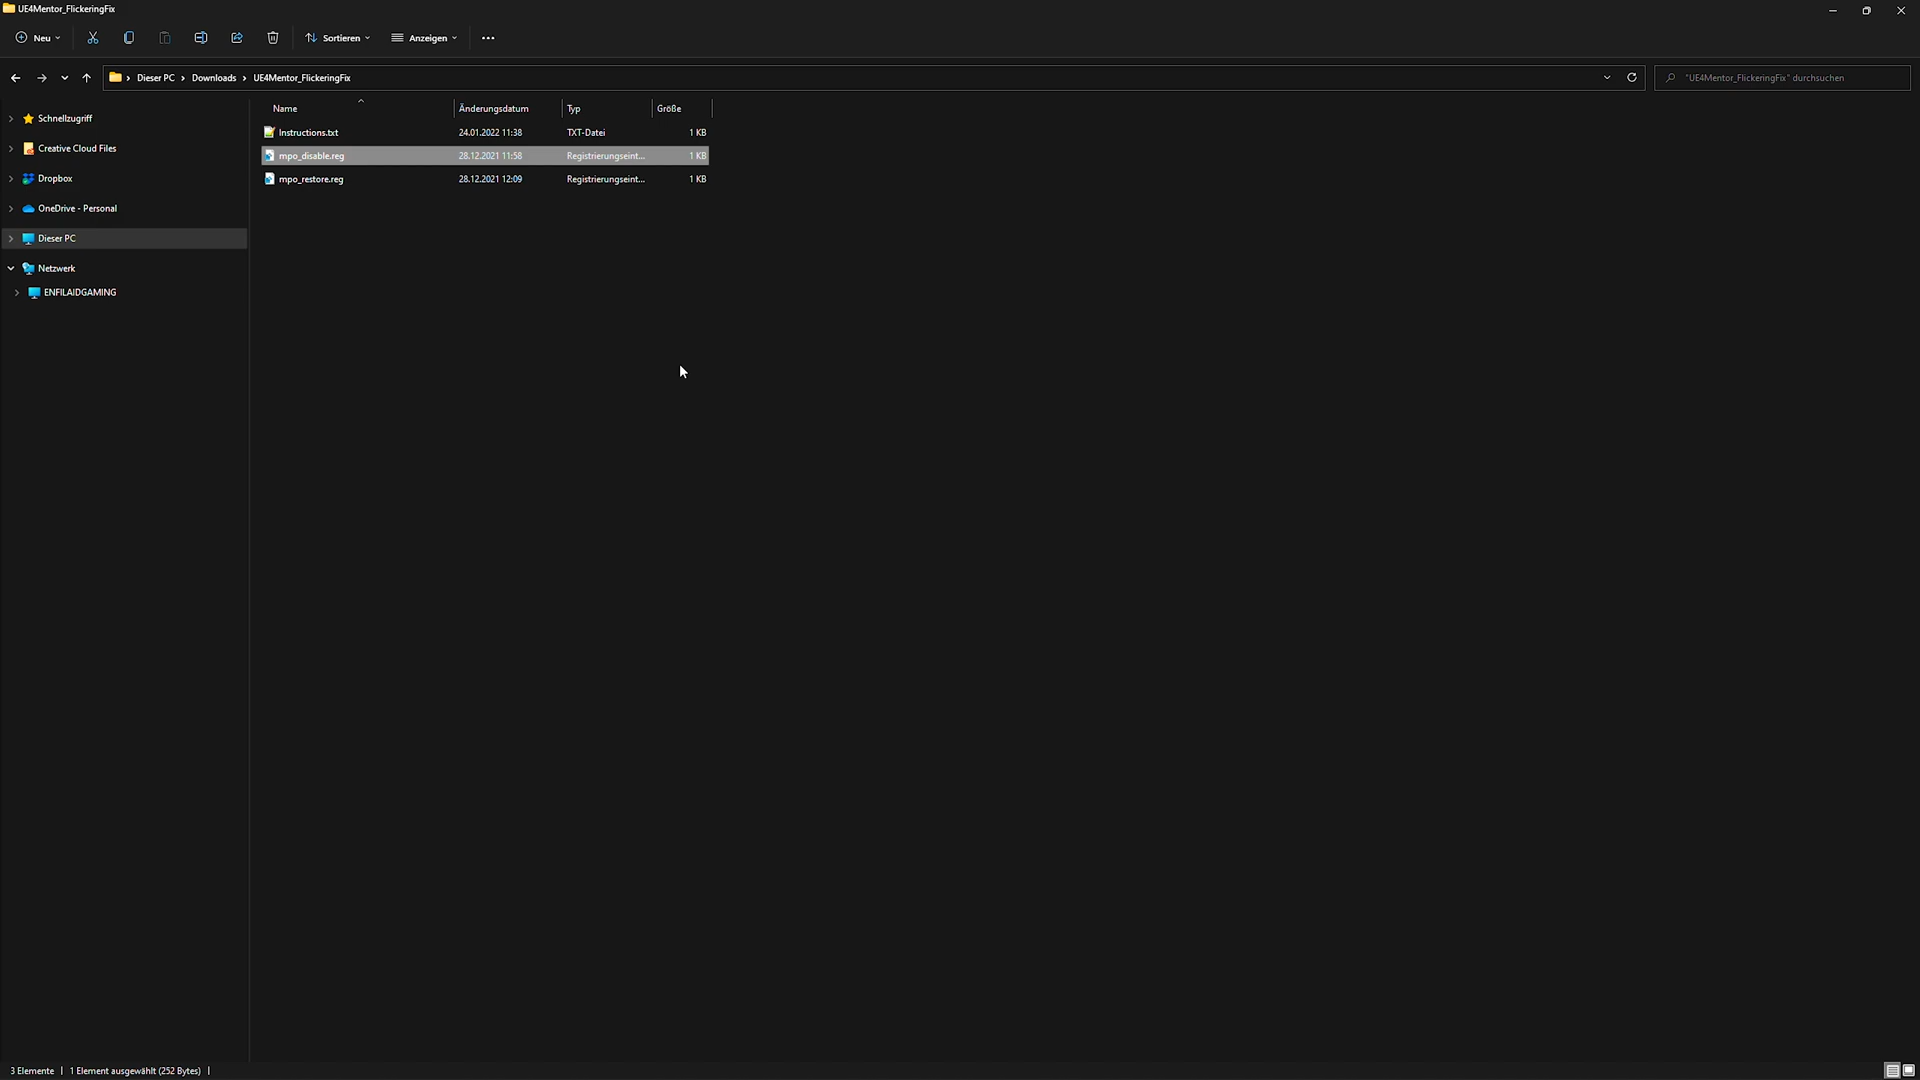 UE4Mentor_FlickeringFix
Neu
Sortieren
Anzeigen
Dieser PC > Downloads > UE4Mentor_FlickeringFix
"UE4Mentor_FlickeringFix" durchsuchen
Name Änderungsdatum Typ Größe
Instructions.txt 24.01.2022 11:38 TXT-Datei 1 KB
mpo_disable.reg 28.12.2021 11:58 Registrierungseint... 1 KB
mpo_restore.reg 28.12.2021 12:09 Registrierungseint... 1 KB
Schnellzugriff
Creative Cloud Files
Dropbox
OneDrive - Personal
Dieser PC
Netzwerk
ENFILAIDGAMING
3 Elemente | 1 Element ausgewählt (252 Bytes) |